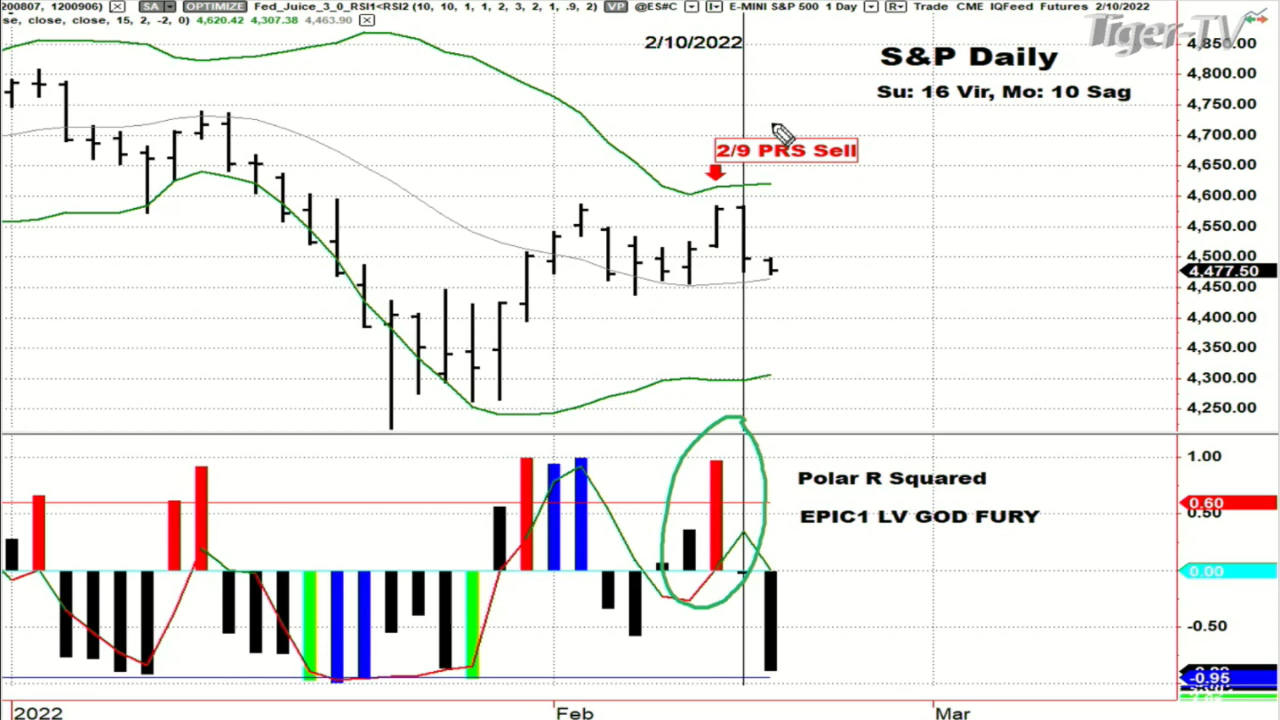 200807, 1200906) SA OPTIMIZE Fed_Juice_3_0_RSI1<RSI2 (10, 10, 1, 1, 2, 3, 2, 1, .9, 2) VP @ES#C I E-MINI S&P 500 1 Day R Trade CME IQFeed Futures 2/10/2022
se, close, close, 15, 2, -2, 0) 4,620.42 4,307.38 4,463.90
Tiger-TV
2/10/2022
S&P Daily
Su: 16 Vir, Mo: 10 Sag
2/9 PRS Sell
4,850.00
4,800.00
4,750.00
4,700.00
4,650.00
4,600.00
4,550.00
4,500.00
4,477.50
4,450.00
4,400.00
4,350.00
4,300.00
4,250.00
Polar R Squared
EPIC1 LV GOD FURY
1.00
0.60
0.50
0.00
-0.50
-0.95
2022 Feb Mar